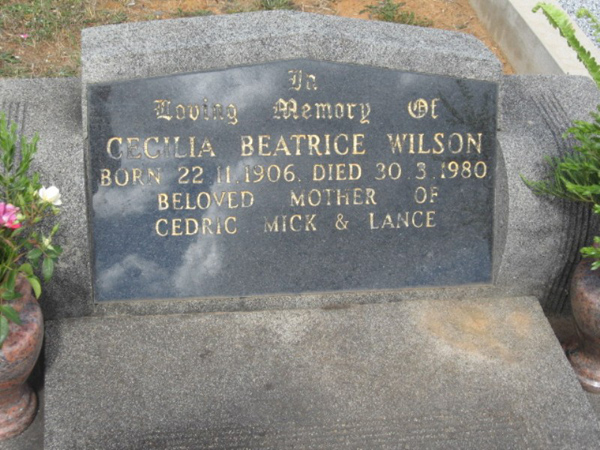 In
Loving Memory Of
CECILIA BEATRICE WILSON
BORN 22.11.1906. DIED 30.3.1980
BELOVED MOTHER OF
CEDRIC MICK & LANCE